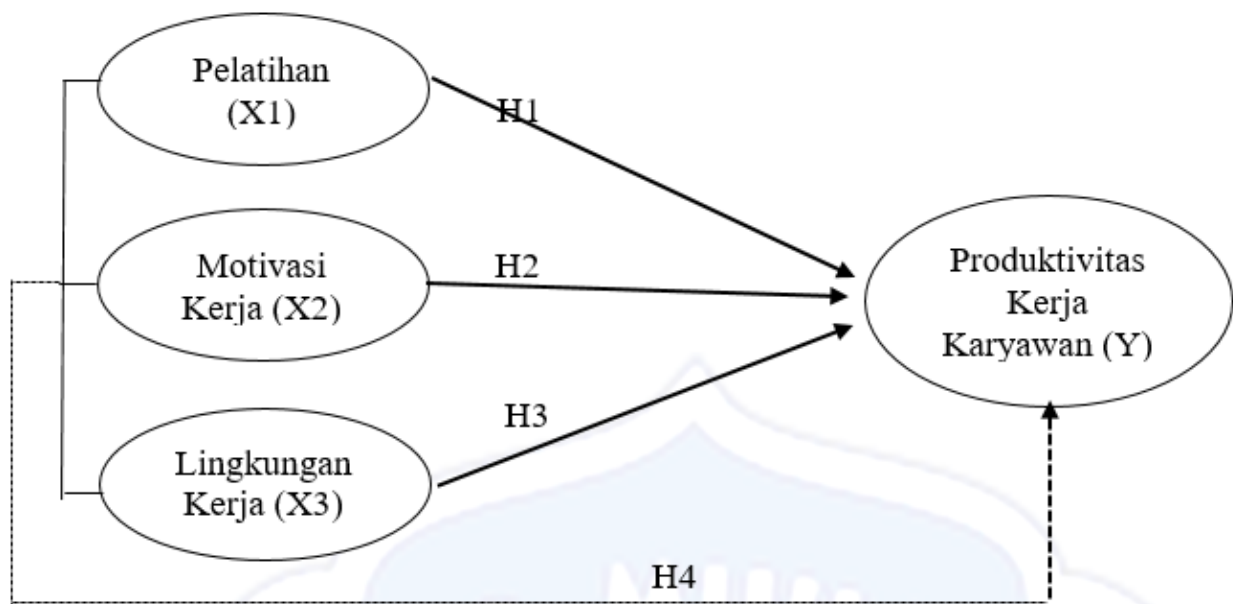 Pelatihan
(X1)
H1
Motivasi
Kerja (X2)
H2
Produktivitas
Kerja
Karyawan (Y)
Lingkungan
Kerja (X3)
H3
H4